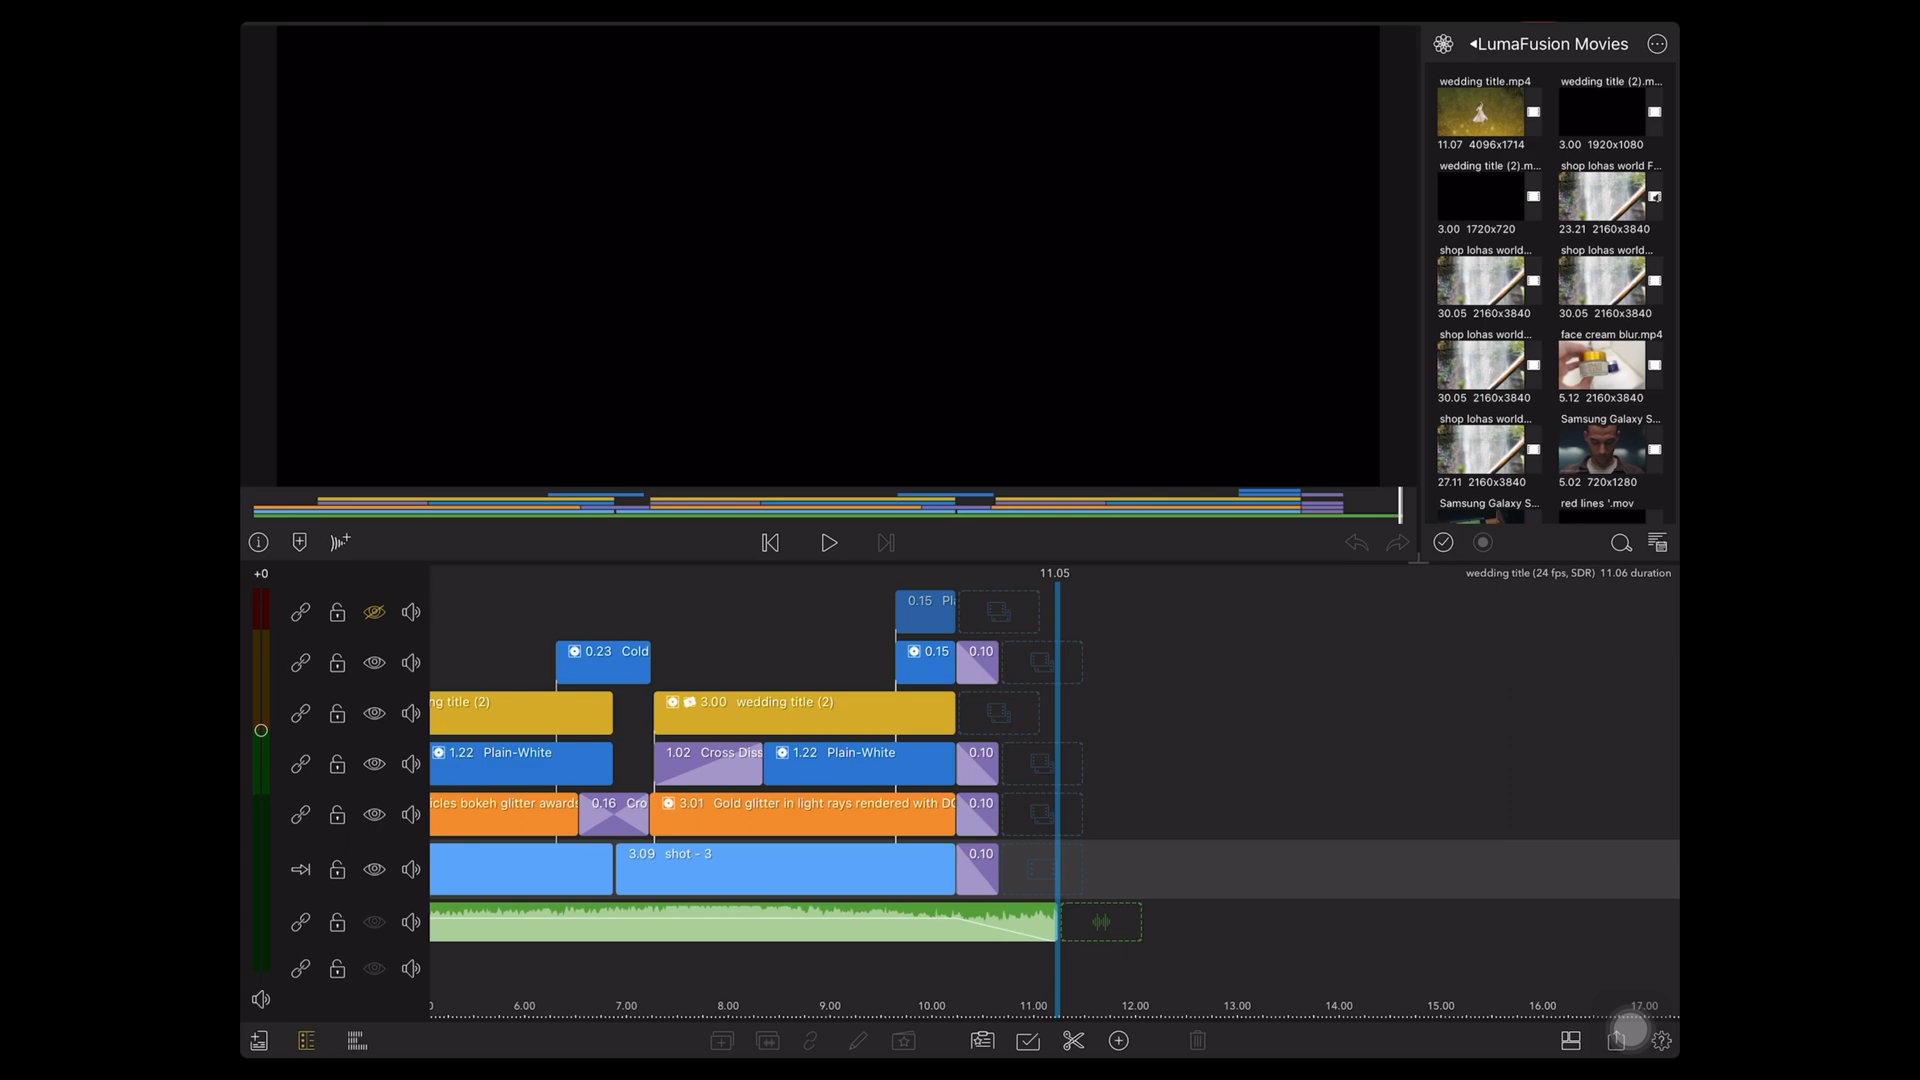 ◂LumaFusion Movies
wedding title.mp4
wedding title (2).m...
11.07 4096x1714
3.00 1920x1080
wedding title (2).m...
shop lohas world F...
3.00 1720x720
23.21 2160x3840
shop lohas world...
shop lohas world...
30.05 2160x3840
30.05 2160x3840
shop lohas world...
face cream blur.mp4
30.05 2160x3840
5.12 2160x3840
shop lohas world...
Samsung Galaxy S...
27.11 2160x3840
5.02 720x1280
Samsung Galaxy S...
red lines '.mov
+0
11.05
wedding title (24 fps, SDR) 11.06 duration
0.15 Pla
0.23 Cold
0.15
0.10
ng title (2)
3.00 wedding title (2)
1.22 Plain-White
1.02 Cross Diss
1.22 Plain-White
0.10
icles bokeh glitter awards
0.16 Cro
3.01 Gold glitter in light rays rendered with DO
0.10
3.09 shot - 3
0.10
6.00 7.00 8.00 9.00 10.00 11.00 12.00 13.00 14.00 15.00 16.00 17.00